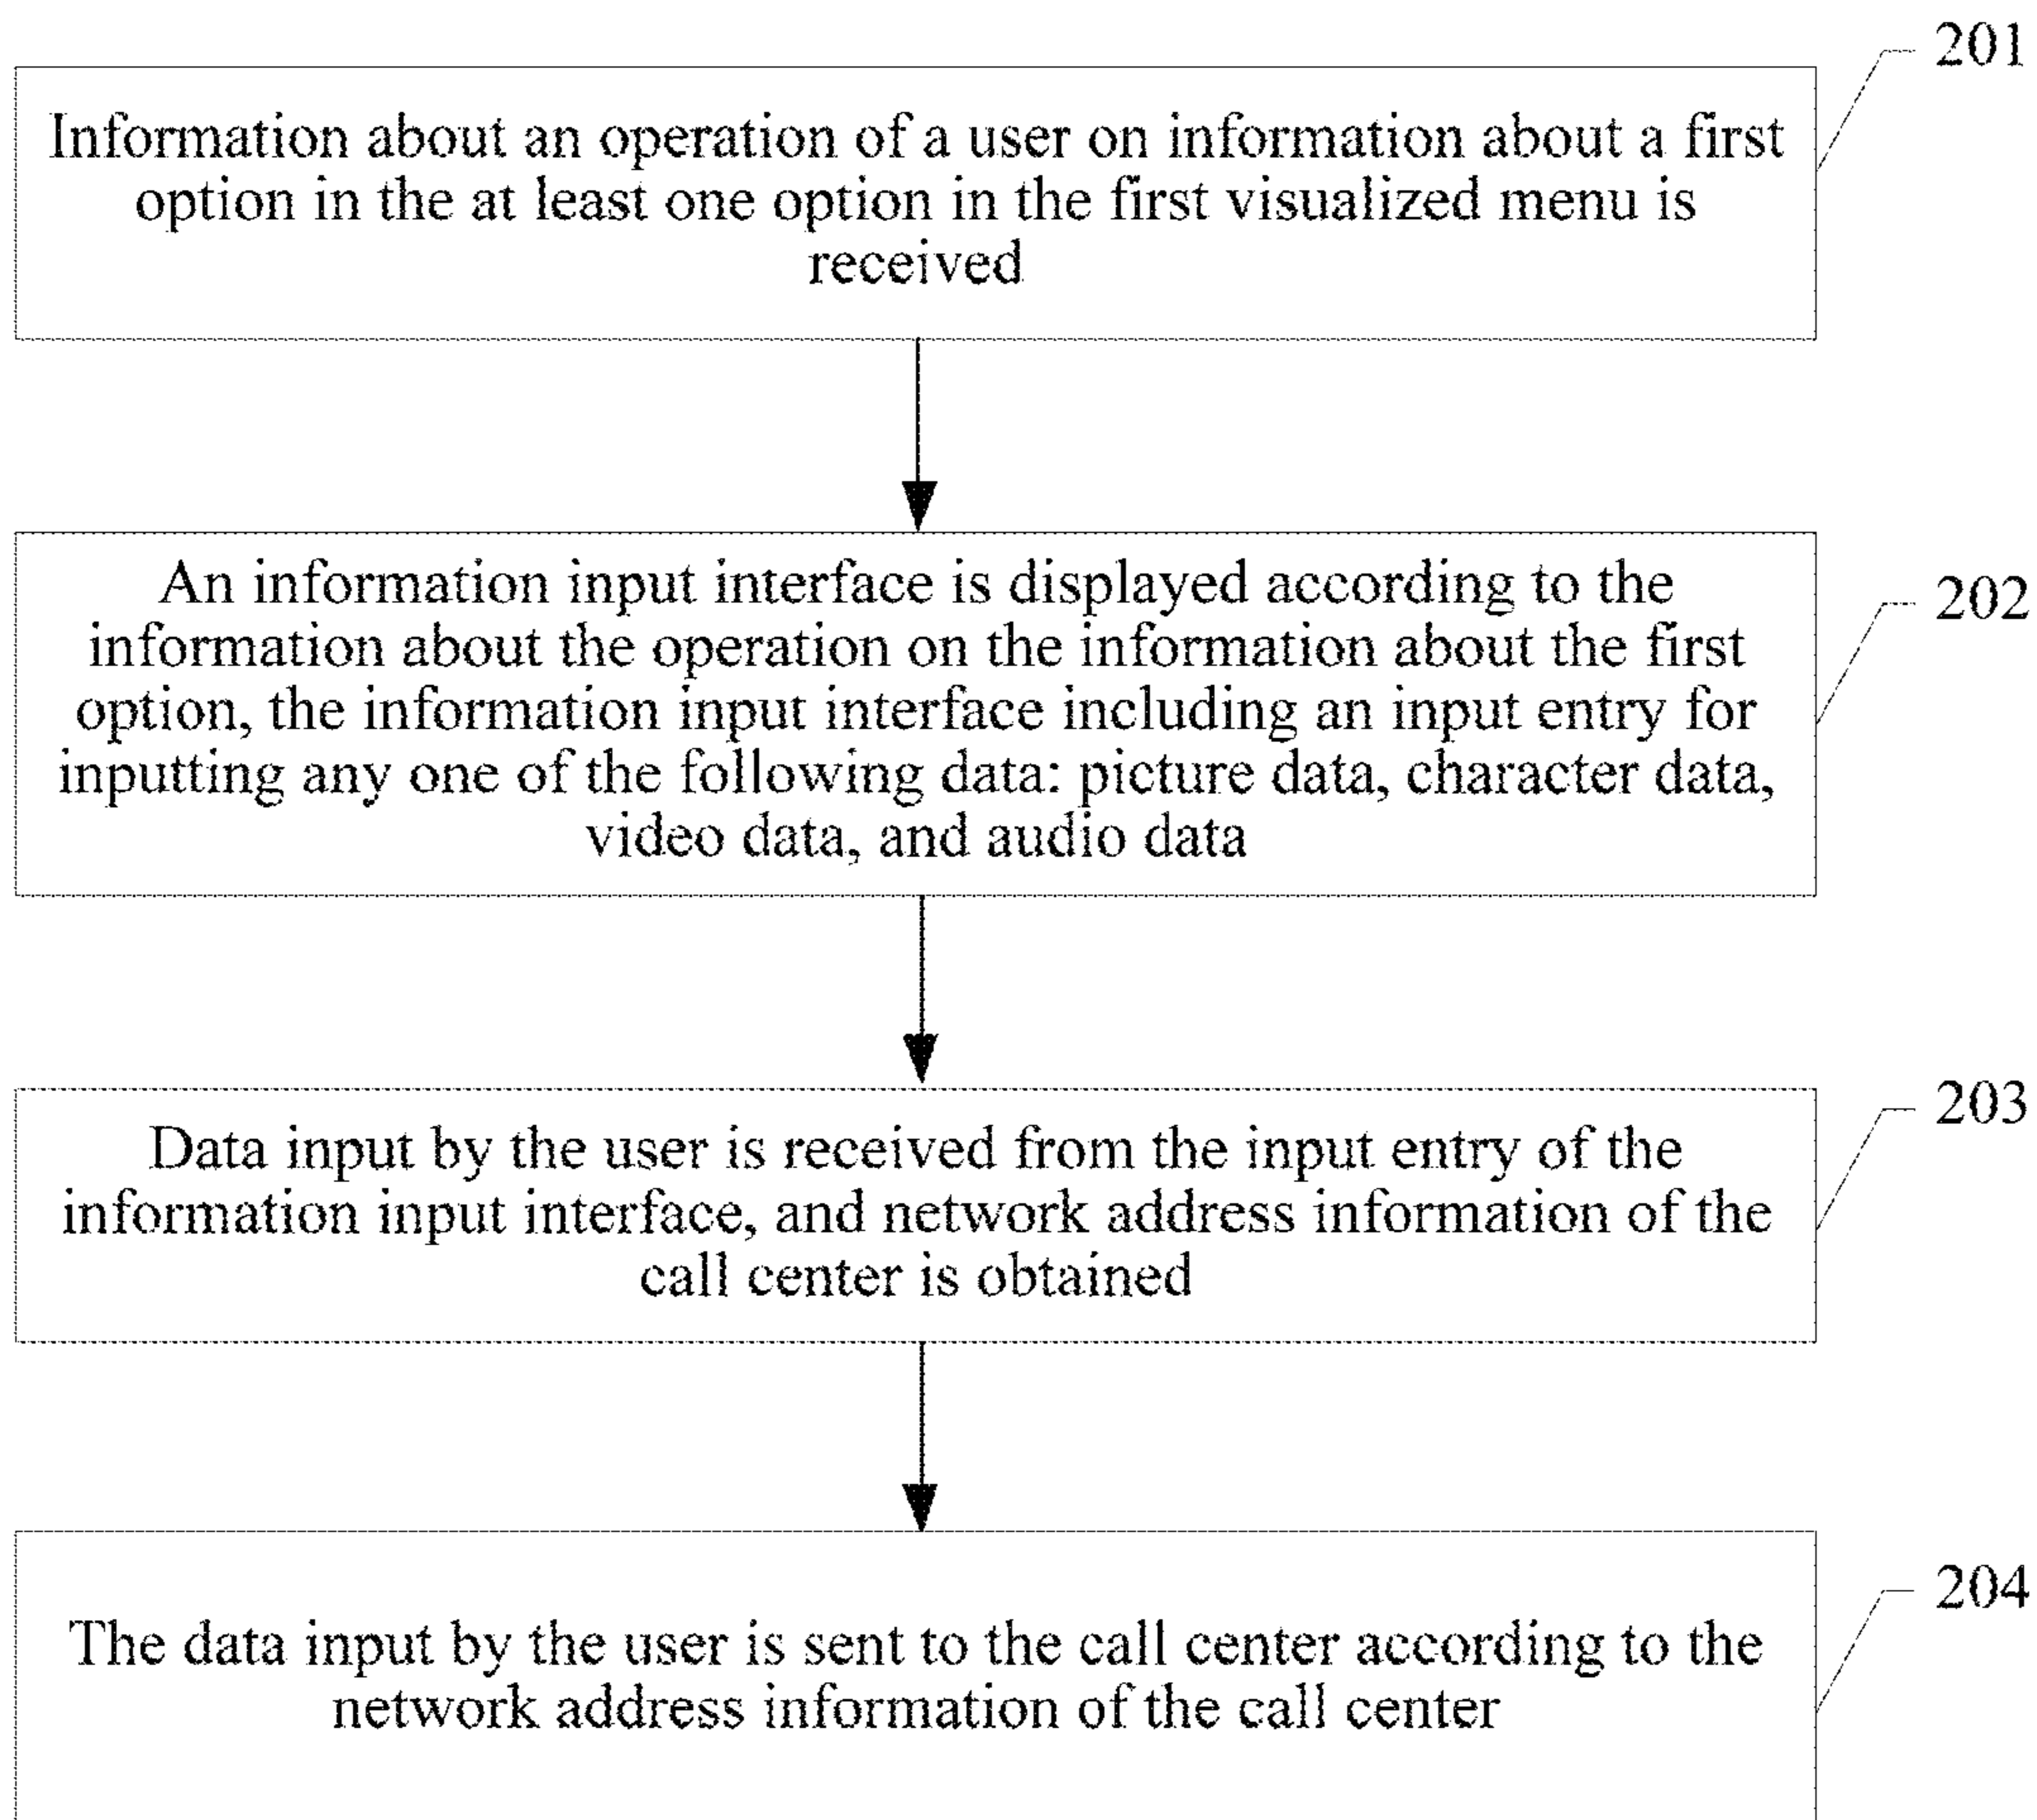 201
Information about an operation of a user on information about a first
option in the at least one option in the first visualized menu is
received
An information input interface is displayed according to the
202
information about the operation on the information about the first
option, the information input interface including an input entry for
inputting any one of the following data: picture data, character data,
video data, and audio data
203
Data input by the user is received from the input entry of the
information input interface, and network address information of the
call center is obtained
204
The data input by the user is sent to the call center according to the
network address information of the call center